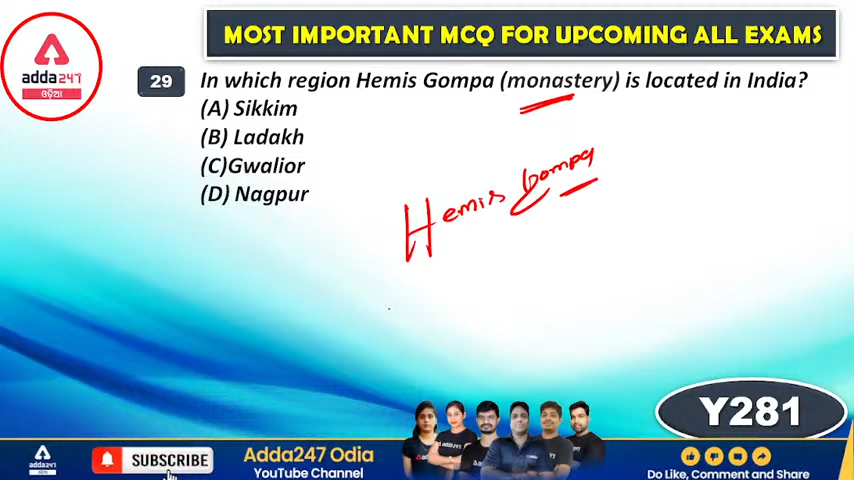 MOST IMPORTANT MCQ FOR UPCOMING ALL EXAMS
adda247
ଓଡ଼ିଆ
29 In which region Hemis Gompa (monastery) is located in India?
(A) Sikkim
(B) Ladakh
(C)Gwalior
(D) Nagpur
Hemis Gompa
Y281
adda247
SUBSCRIBE
Adda247 Odia
YouTube Channel
Do Like, Comment and Share